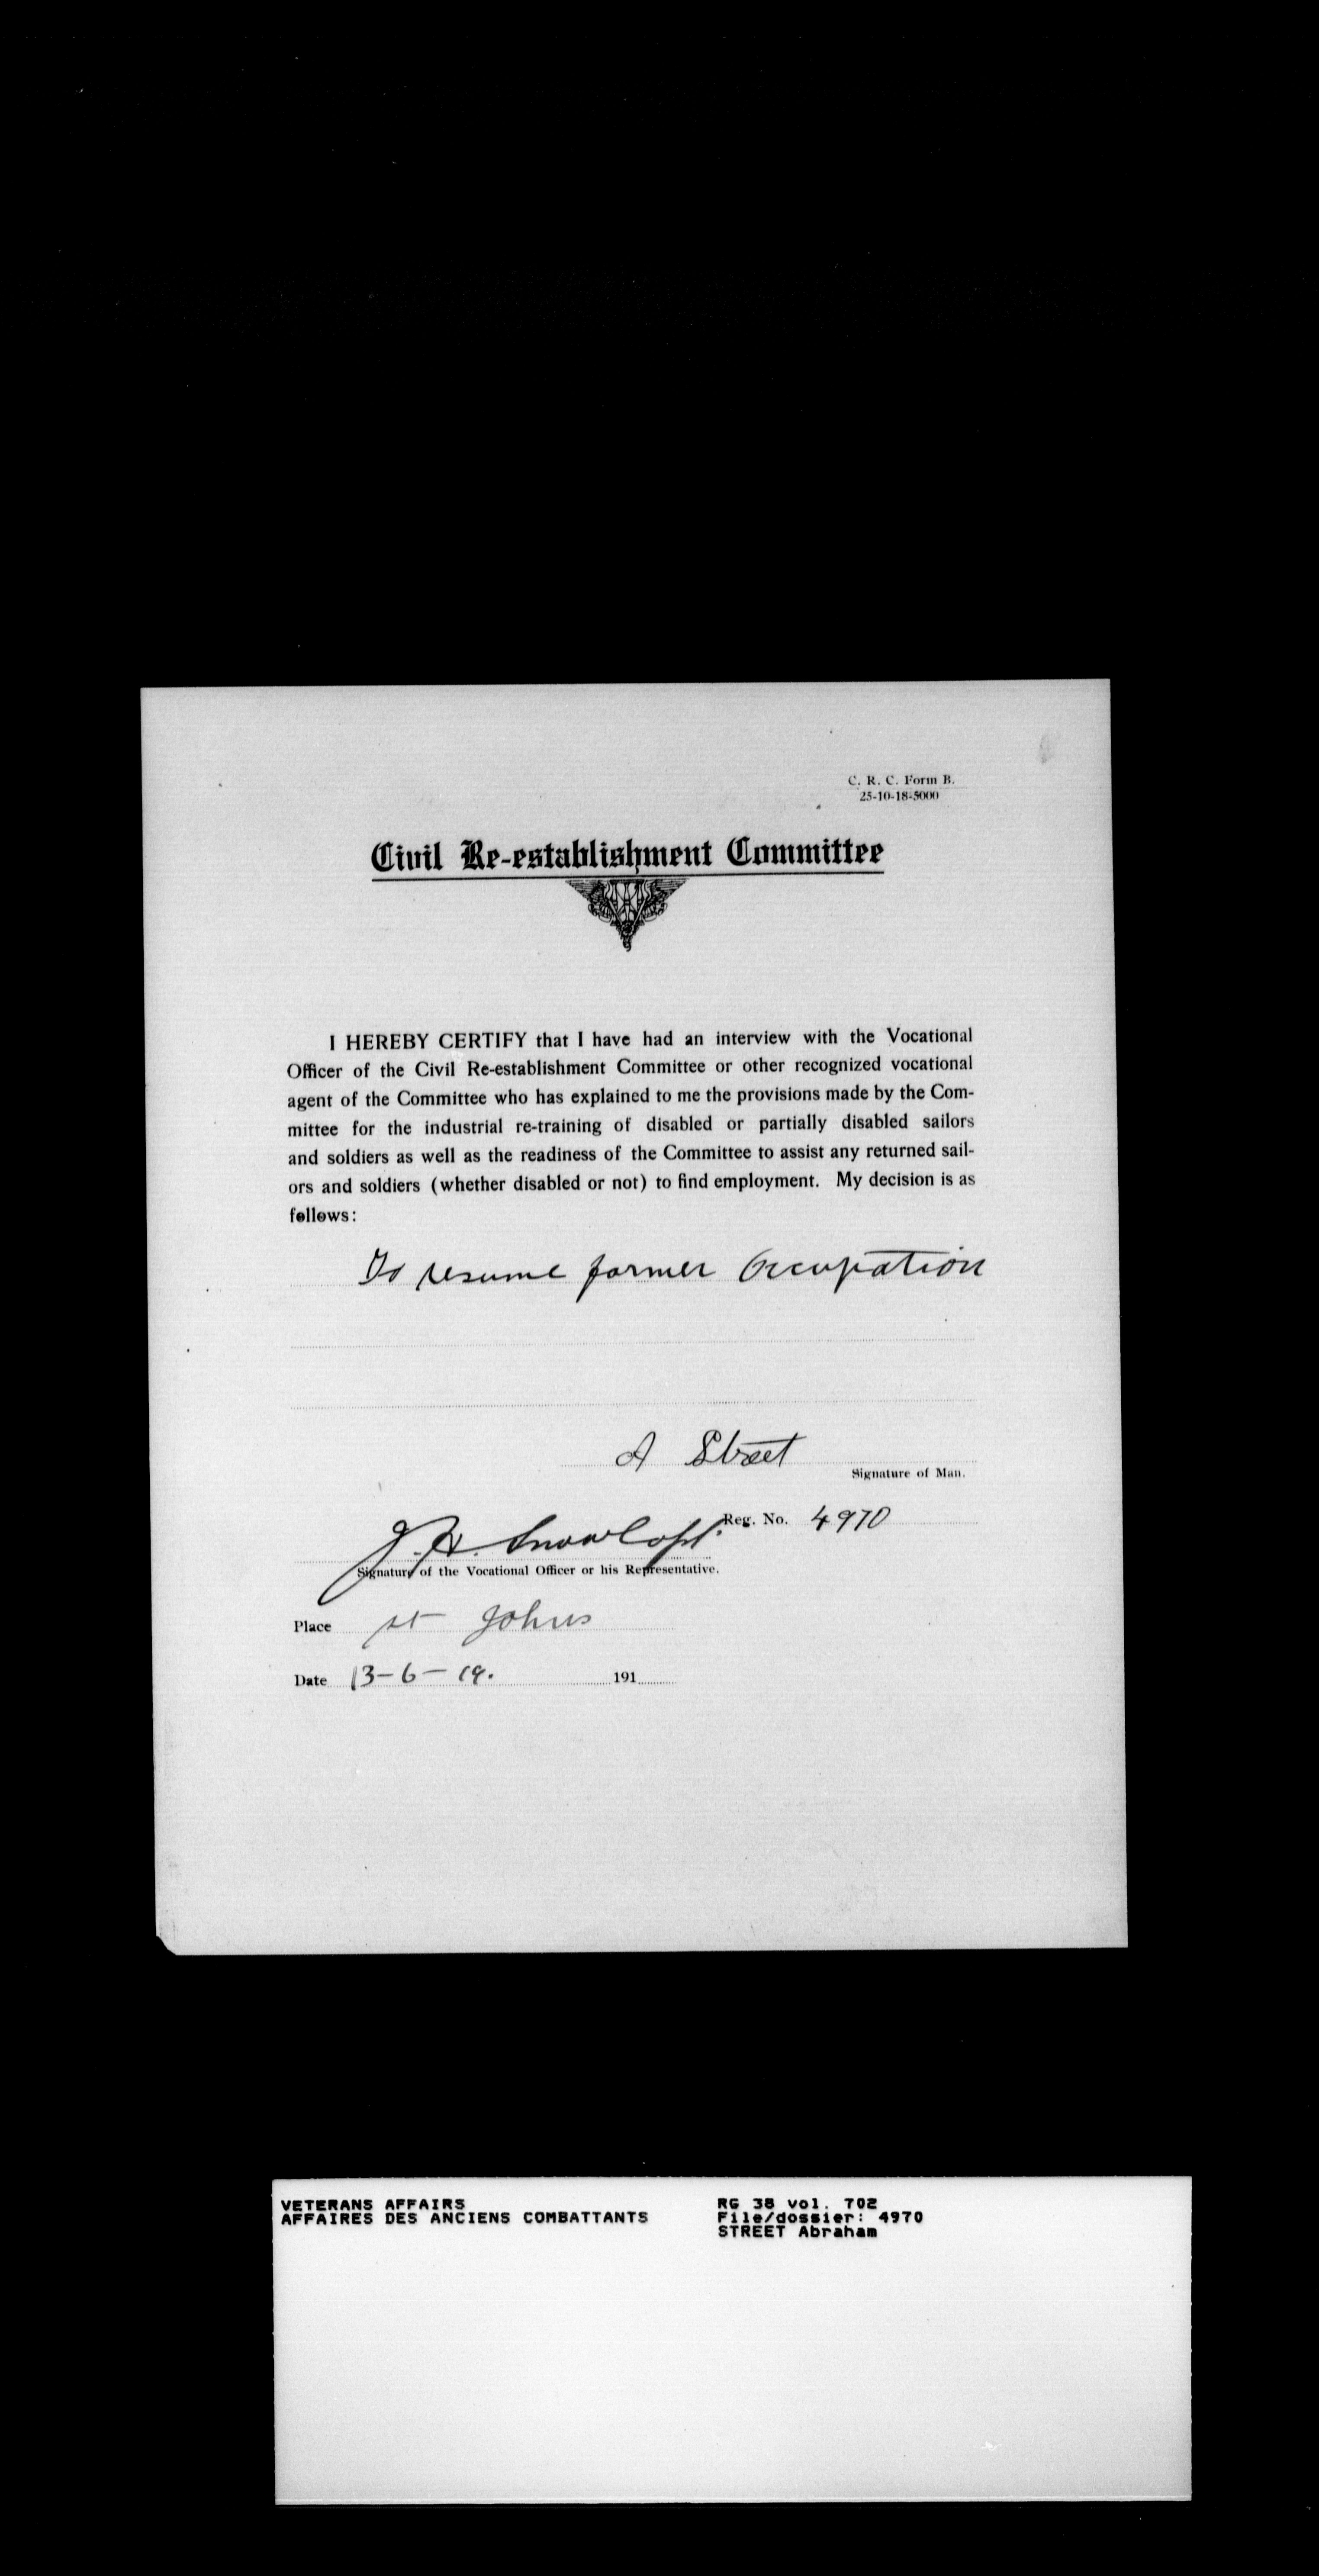 C. R. C. Form B.
25-10-18-5000
Civil Re-establishment Committee
I HEREBY CERTIFY that I have had an interview with the Vocational
Officer of the Civil Re-establishment Committee or other recognized vocational
agent of the Committee who has explained to me the provisions made by the Com-
mittee for the industrial re-training of disabled or partially disabled sailors
and soldiers as well as the readiness of the Committee to assist any returned sail-
ors and soldiers (whether disabled or not) to find employment. My decision is as
follows:
To resume former Occupation
A Street
Signature of Man.
Reg. No. 4970
J. H. Capt.
Signature of the Vocational Officer or his Representative.
Place St Johns
Date 13-6-19. 191
VETERANS AFFAIRS
AFFAIRES DES ANCIENS COMBATTANTS
RG 38 vol. 702
File/dossier: 4970
STREET Abraham